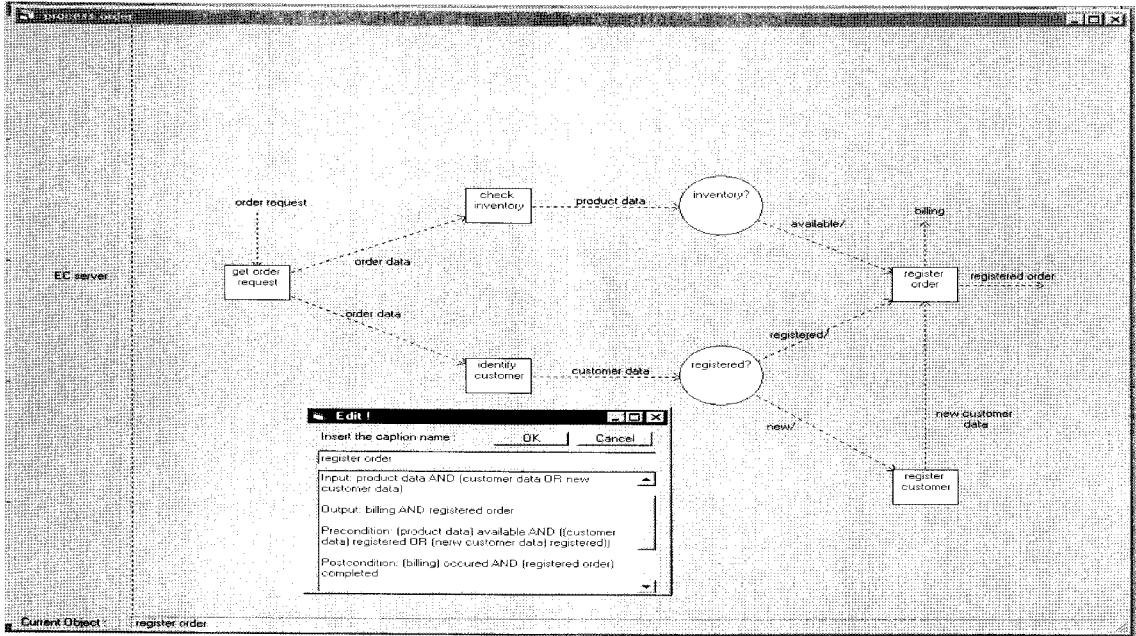 process order
order request
check
inventory
product data
inventory?
available/
billing
EC server
get order
request
order data
register
order
registered order
order data
registered/
identify
customer
customer data
registered?
new/
new customer
data
register
customer
Edit !
Insert the caption name :
OK
Cancel
register order
Input: product data AND (customer data OR new
customer data)
Output: billing AND registered order
Precondition: (product data) available AND ((customer
data) registered OR (nerw customer data) registered))
Postcondition: (billing) occured AND (registered order)
completed
Current Object :
register order